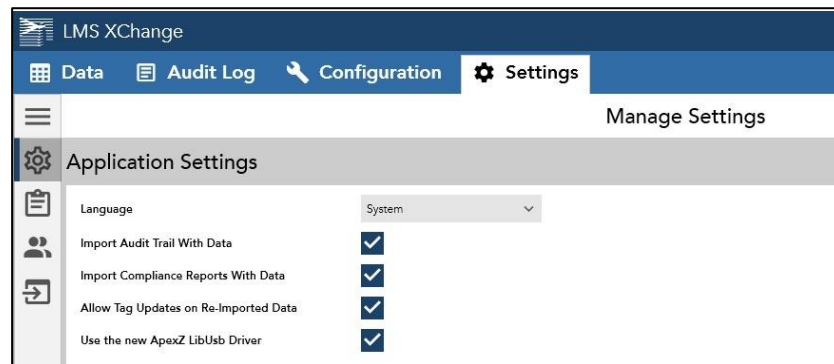 LMS XChange
Data Audit Log Configuration Settings
Manage Settings
Application Settings
Language System
Import Audit Trail With Data
Import Compliance Reports With Data
Allow Tag Updates on Re-Imported Data
Use the new ApexZ LibUsb Driver